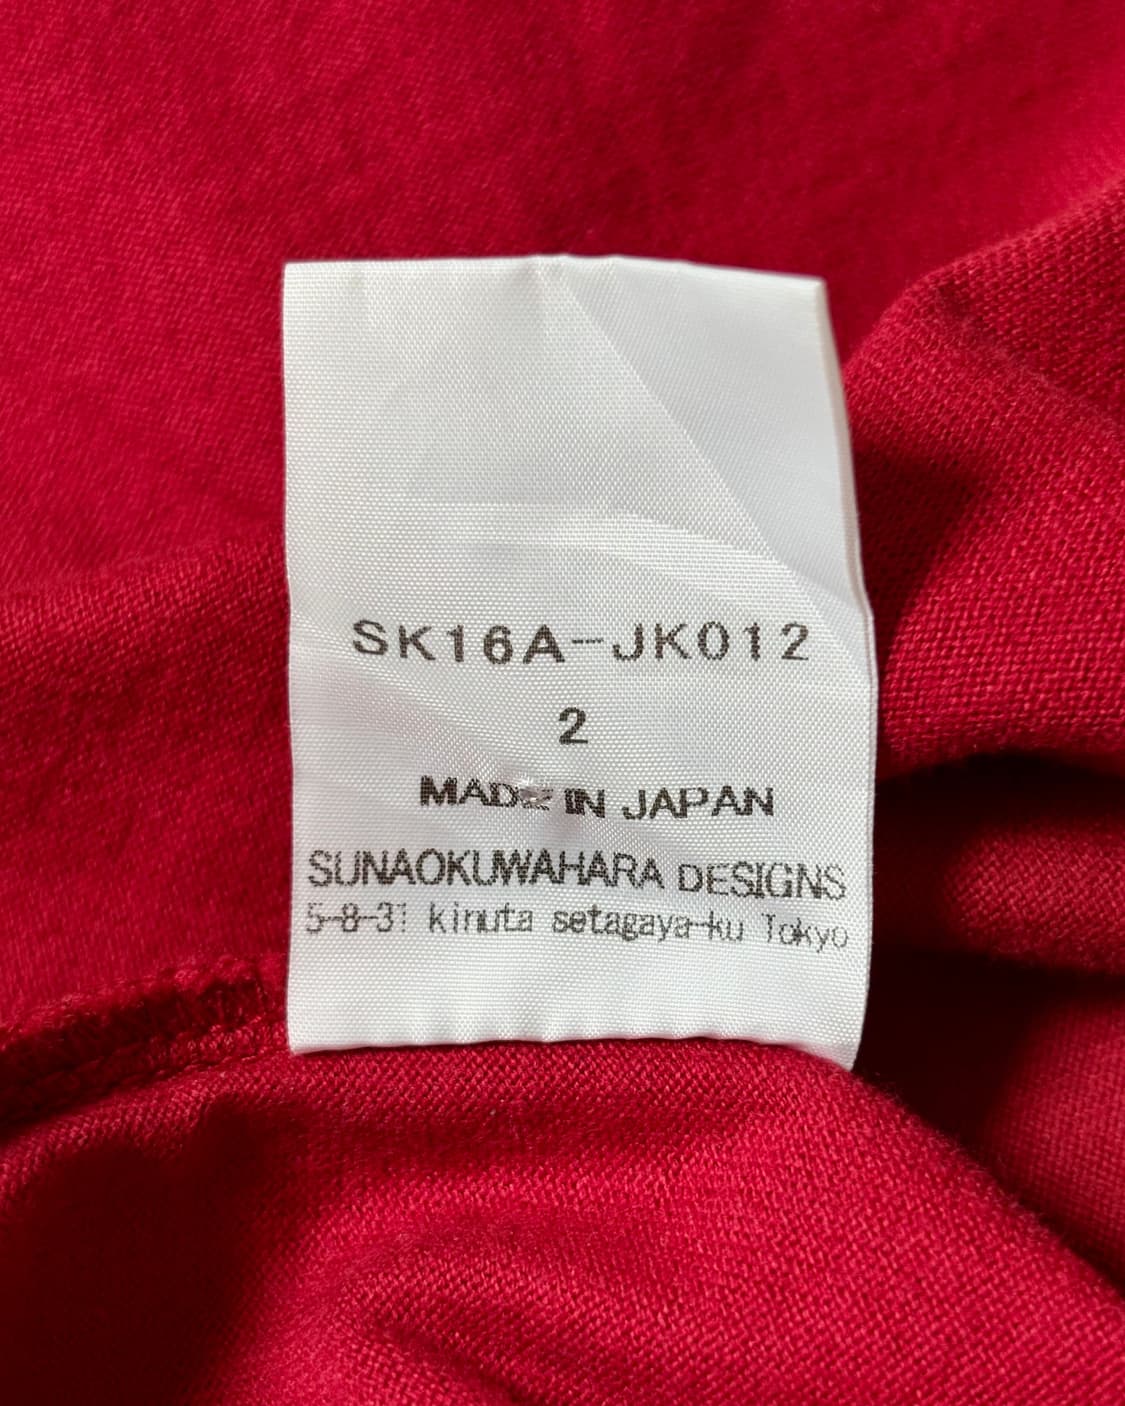 SK16A-JK012
2
MADE IN JAPAN
SUNAOKUWAHARA DESIGNS
5-8-31 kinuta setagaya-ku Tokyo